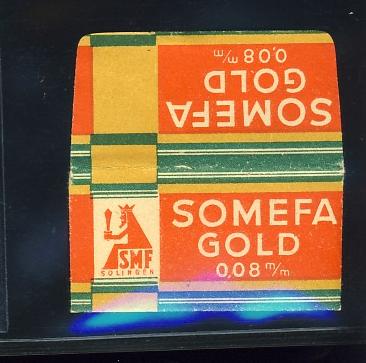 0,08 m/m
GOLD
SOMEFA
SMF
SOLINGEN
SOMEFA
GOLD
0,08 m/m